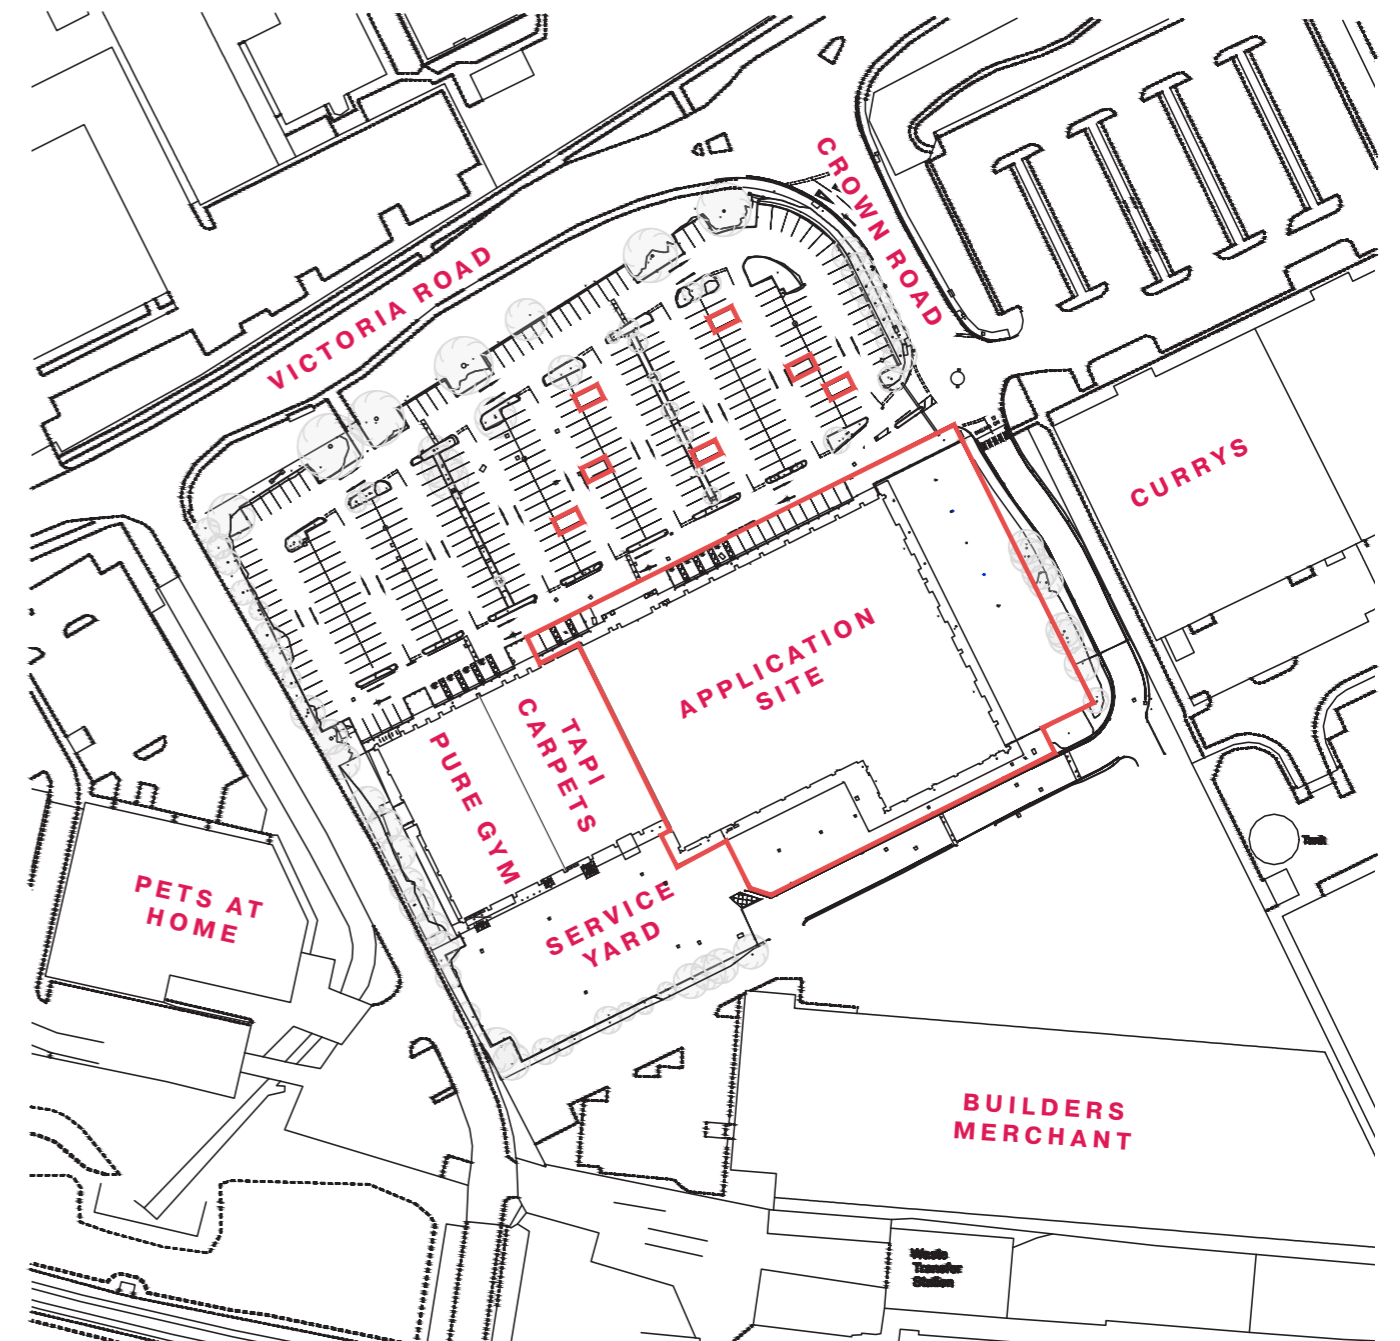 CROWN ROAD
VICTORIA ROAD
CURRYS
APPLICATION
SITE
TAPI
CARPETS
PURE GYM
PETS AT
HOME
SERVICE
YARD
Tank
BUILDERS
MERCHANT
Waste
Transfer
Station